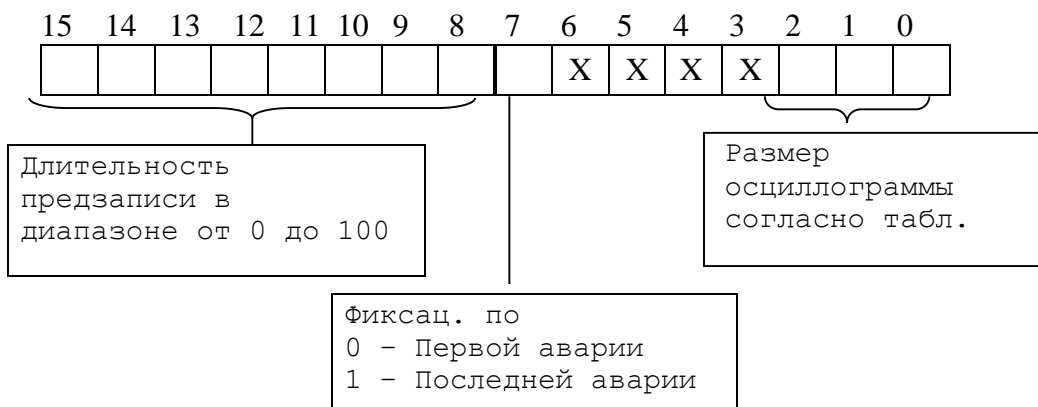 15 14 13 12 11 10 9 8 7 6 5 4 3 2 1 0
X X X X
Длительность
предзаписи в
диапазоне от 0 до 100
Размер
осциллограммы
согласно табл.
Фиксац. по
0 – Первой аварии
1 – Последней аварии